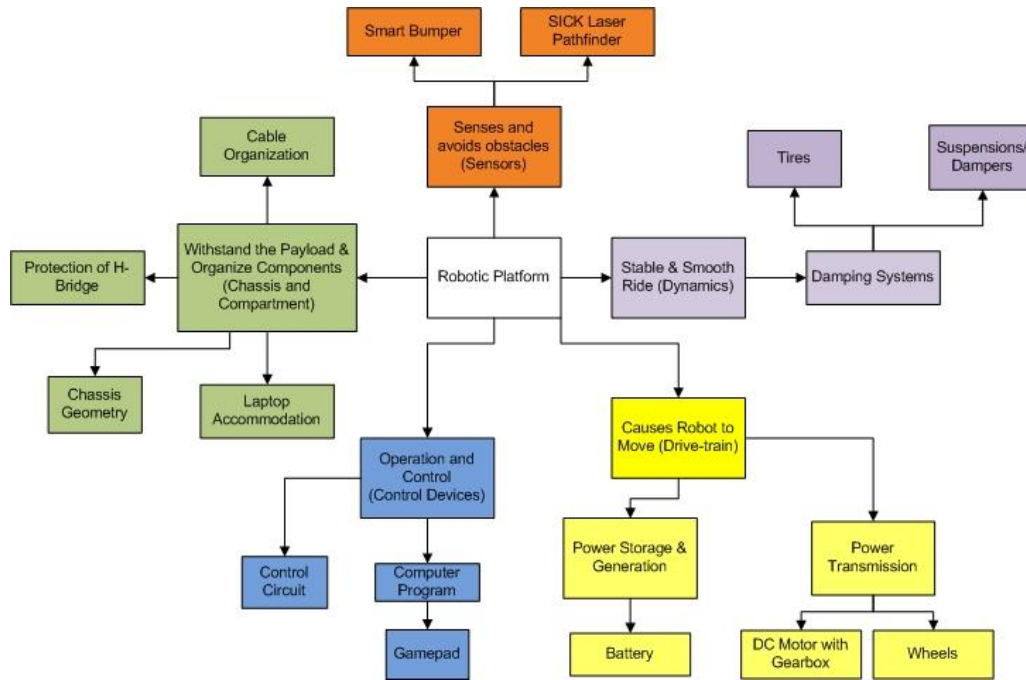 Smart Bumper
SICK Laser
Pathfinder
Senses and
avoids obstacles
(Sensors)
Cable
Organization
Tires
Suspensions/
Dampers
Protection of H-
Bridge
Withstand the Payload &
Organize Components
(Chassis and
Compartment)
Robotic Platform
Stable & Smooth
Ride (Dynamics)
Damping Systems
Chassis
Geometry
Laptop
Accommodation
Operation and
Control
(Control Devices)
Causes Robot to
Move (Drive-train)
Control
Circuit
Computer
Program
Gamepad
Power Storage &
Generation
Power
Transmission
Battery
DC Motor with
Gearbox
Wheels